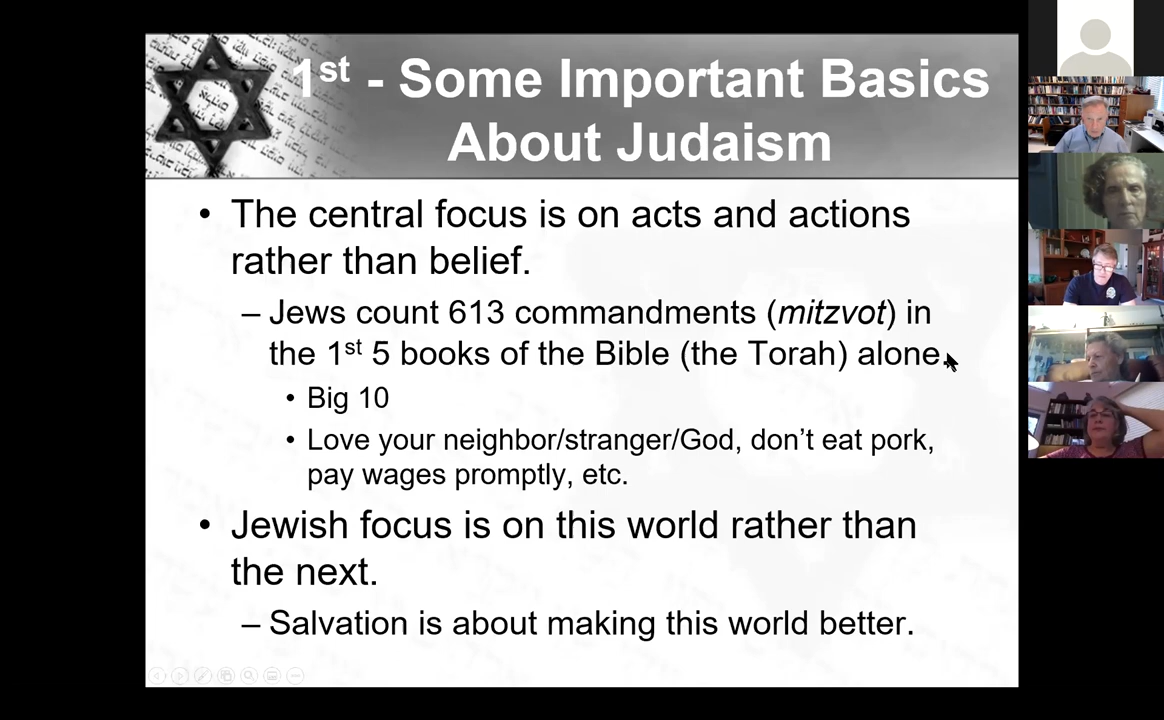 1st - Some Important Basics
About Judaism
• The central focus is on acts and actions
rather than belief.
– Jews count 613 commandments (mitzvot) in
the 1st 5 books of the Bible (the Torah) alone.
• Big 10
• Love your neighbor/stranger/God, don’t eat pork,
pay wages promptly, etc.
• Jewish focus is on this world rather than
the next.
– Salvation is about making this world better.